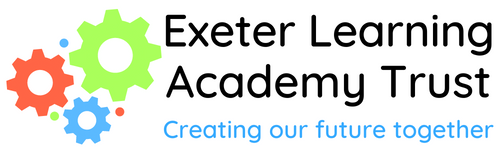 Exeter Learning
Academy Trust
Creating our future together